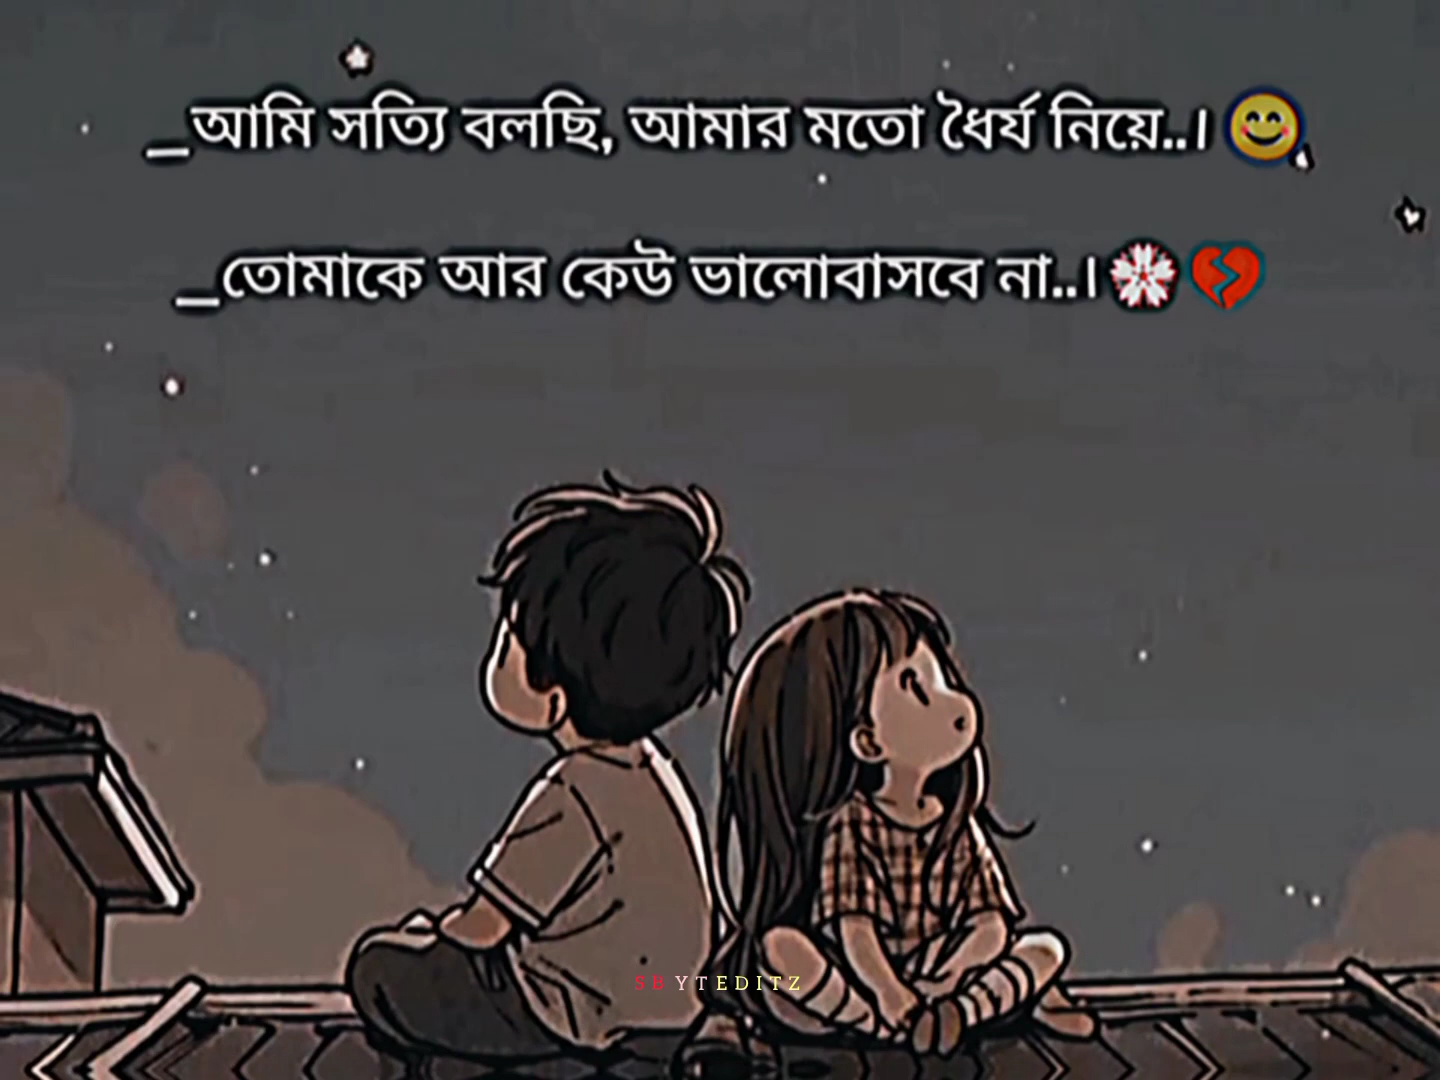 _আমি সত্যি বলছি, আমার মতো ধৈর্য নিয়ে..। 😊
_তোমাকে আর কেউ ভালোবাসবে না..।💮💔
SBYTEDITZ